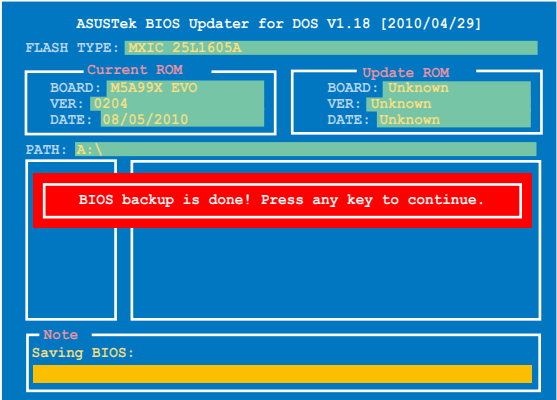 ASUSTek BIOS Updater for DOS V1.18 [2010/04/29]
FLASH TYPE: MXIC 25L1605A
Current ROM
BOARD: M5A99X EVO
VER: 0204
DATE: 08/05/2010
Update ROM
BOARD: Unknown
VER: Unknown
DATE: Unknown
PATH: A:\
BIOS backup is done! Press any key to continue.
Note
Saving BIOS: